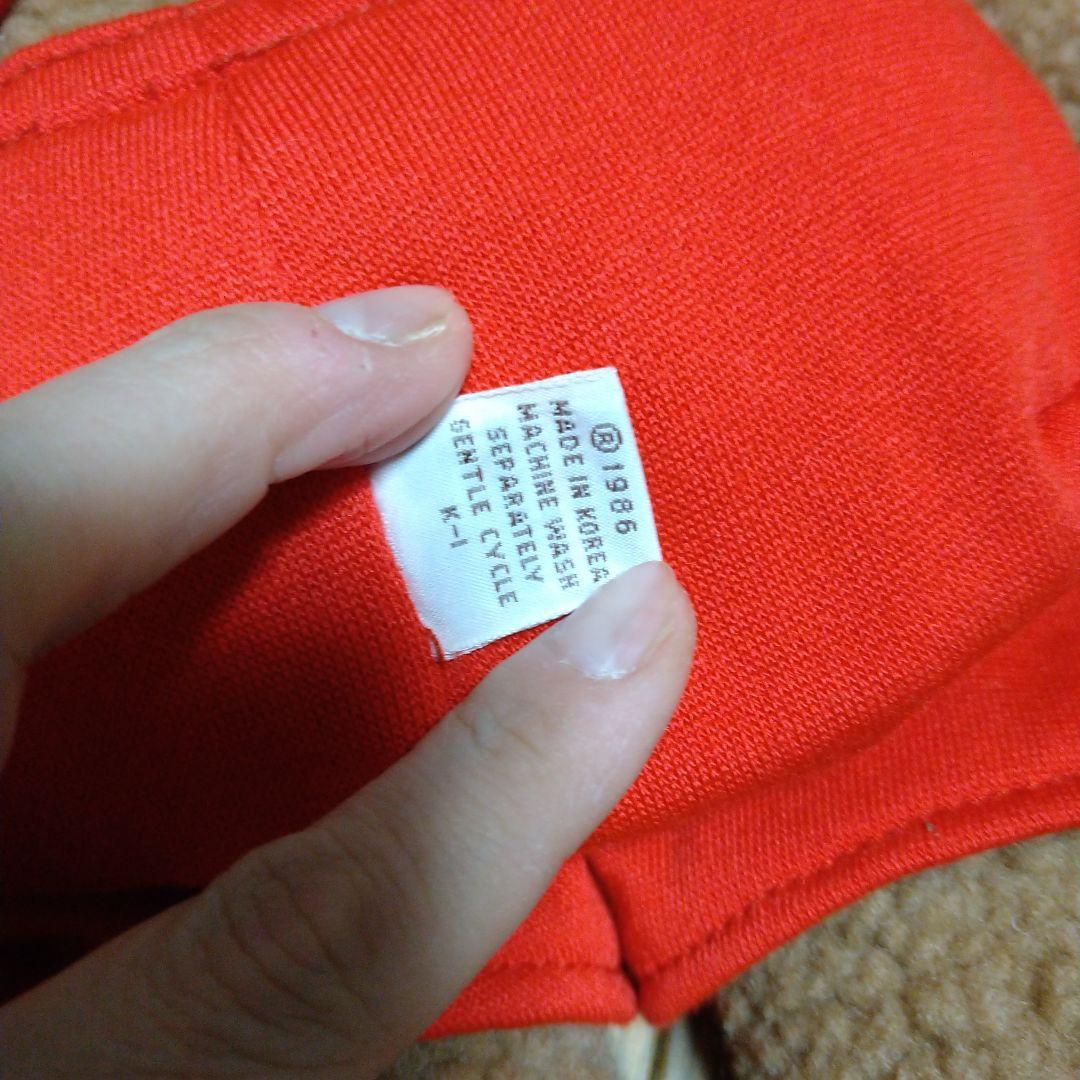 ® 1986
MADE IN KOREA
MACHINE WASH
SEPARATELY
GENTLE CYCLE
K-1